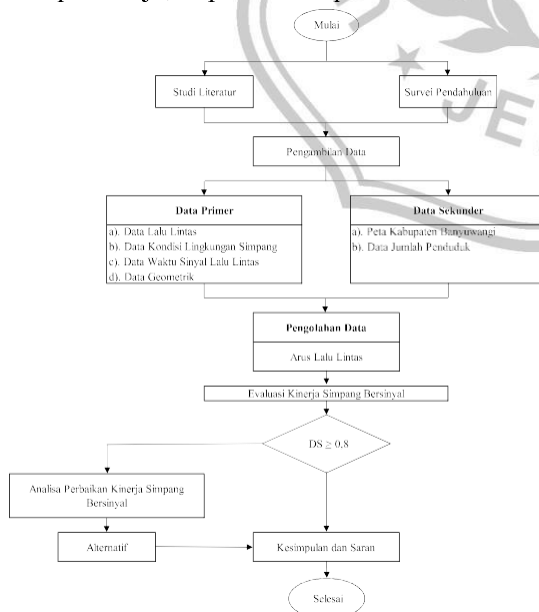 Mulai
Studi Literatur
Survei Pendahuluan
Pengambilan Data
Data Primer
a). Data Lalu Lintas
b). Data Kondisi Lingkungan Simpang
c). Data Waktu Sinyal Lalu Lintas
d). Data Geometrik
Data Sekunder
a). Peta Kabupaten Banyuwangi
b). Data Jumlah Penduduk
Pengolahan Data
Arus Lalu Lintas
Evaluasi Kinerja Simpang Bersinyal
DS ≥ 0,8
Analisa Perbaikan Kinerja Simpang
Bersinyal
Alternatif
Kesimpulan dan Saran
Selesai
JE